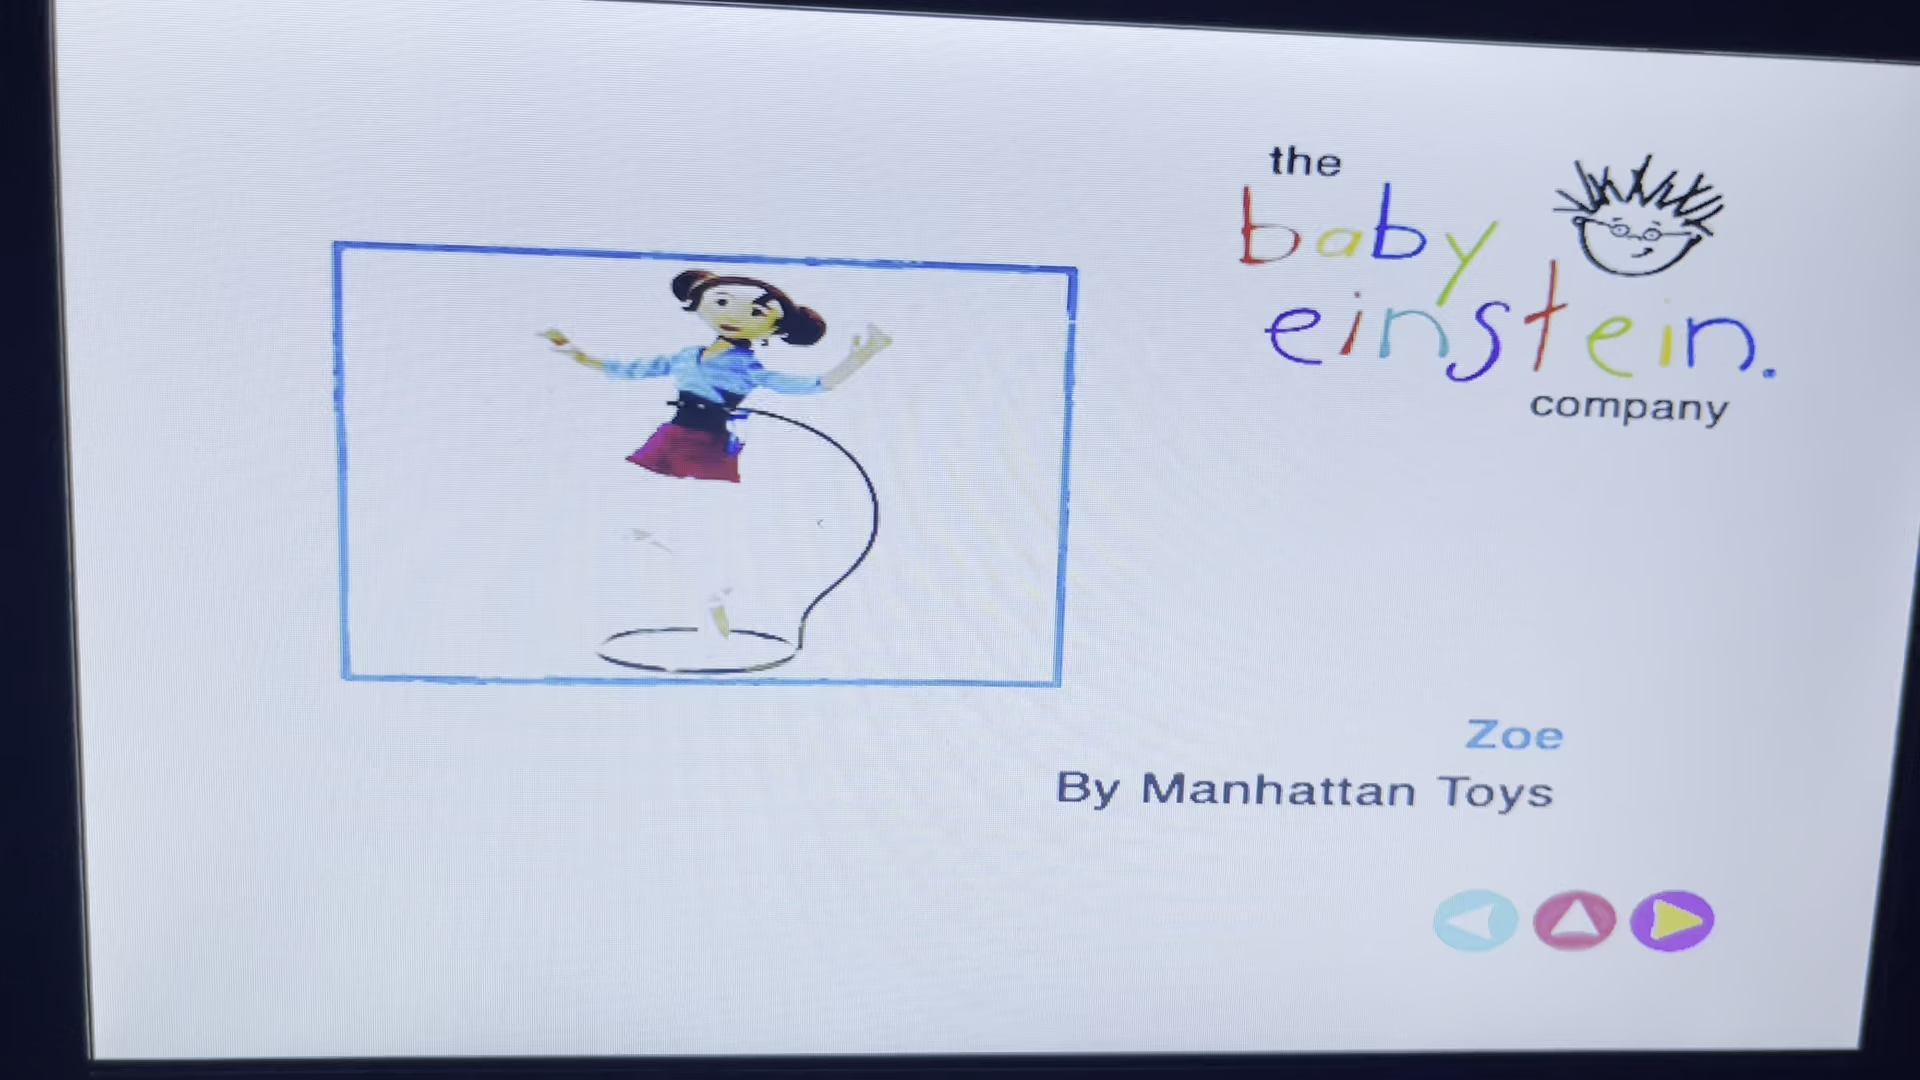 the
baby
einstein.
company
Zoe
By Manhattan Toys